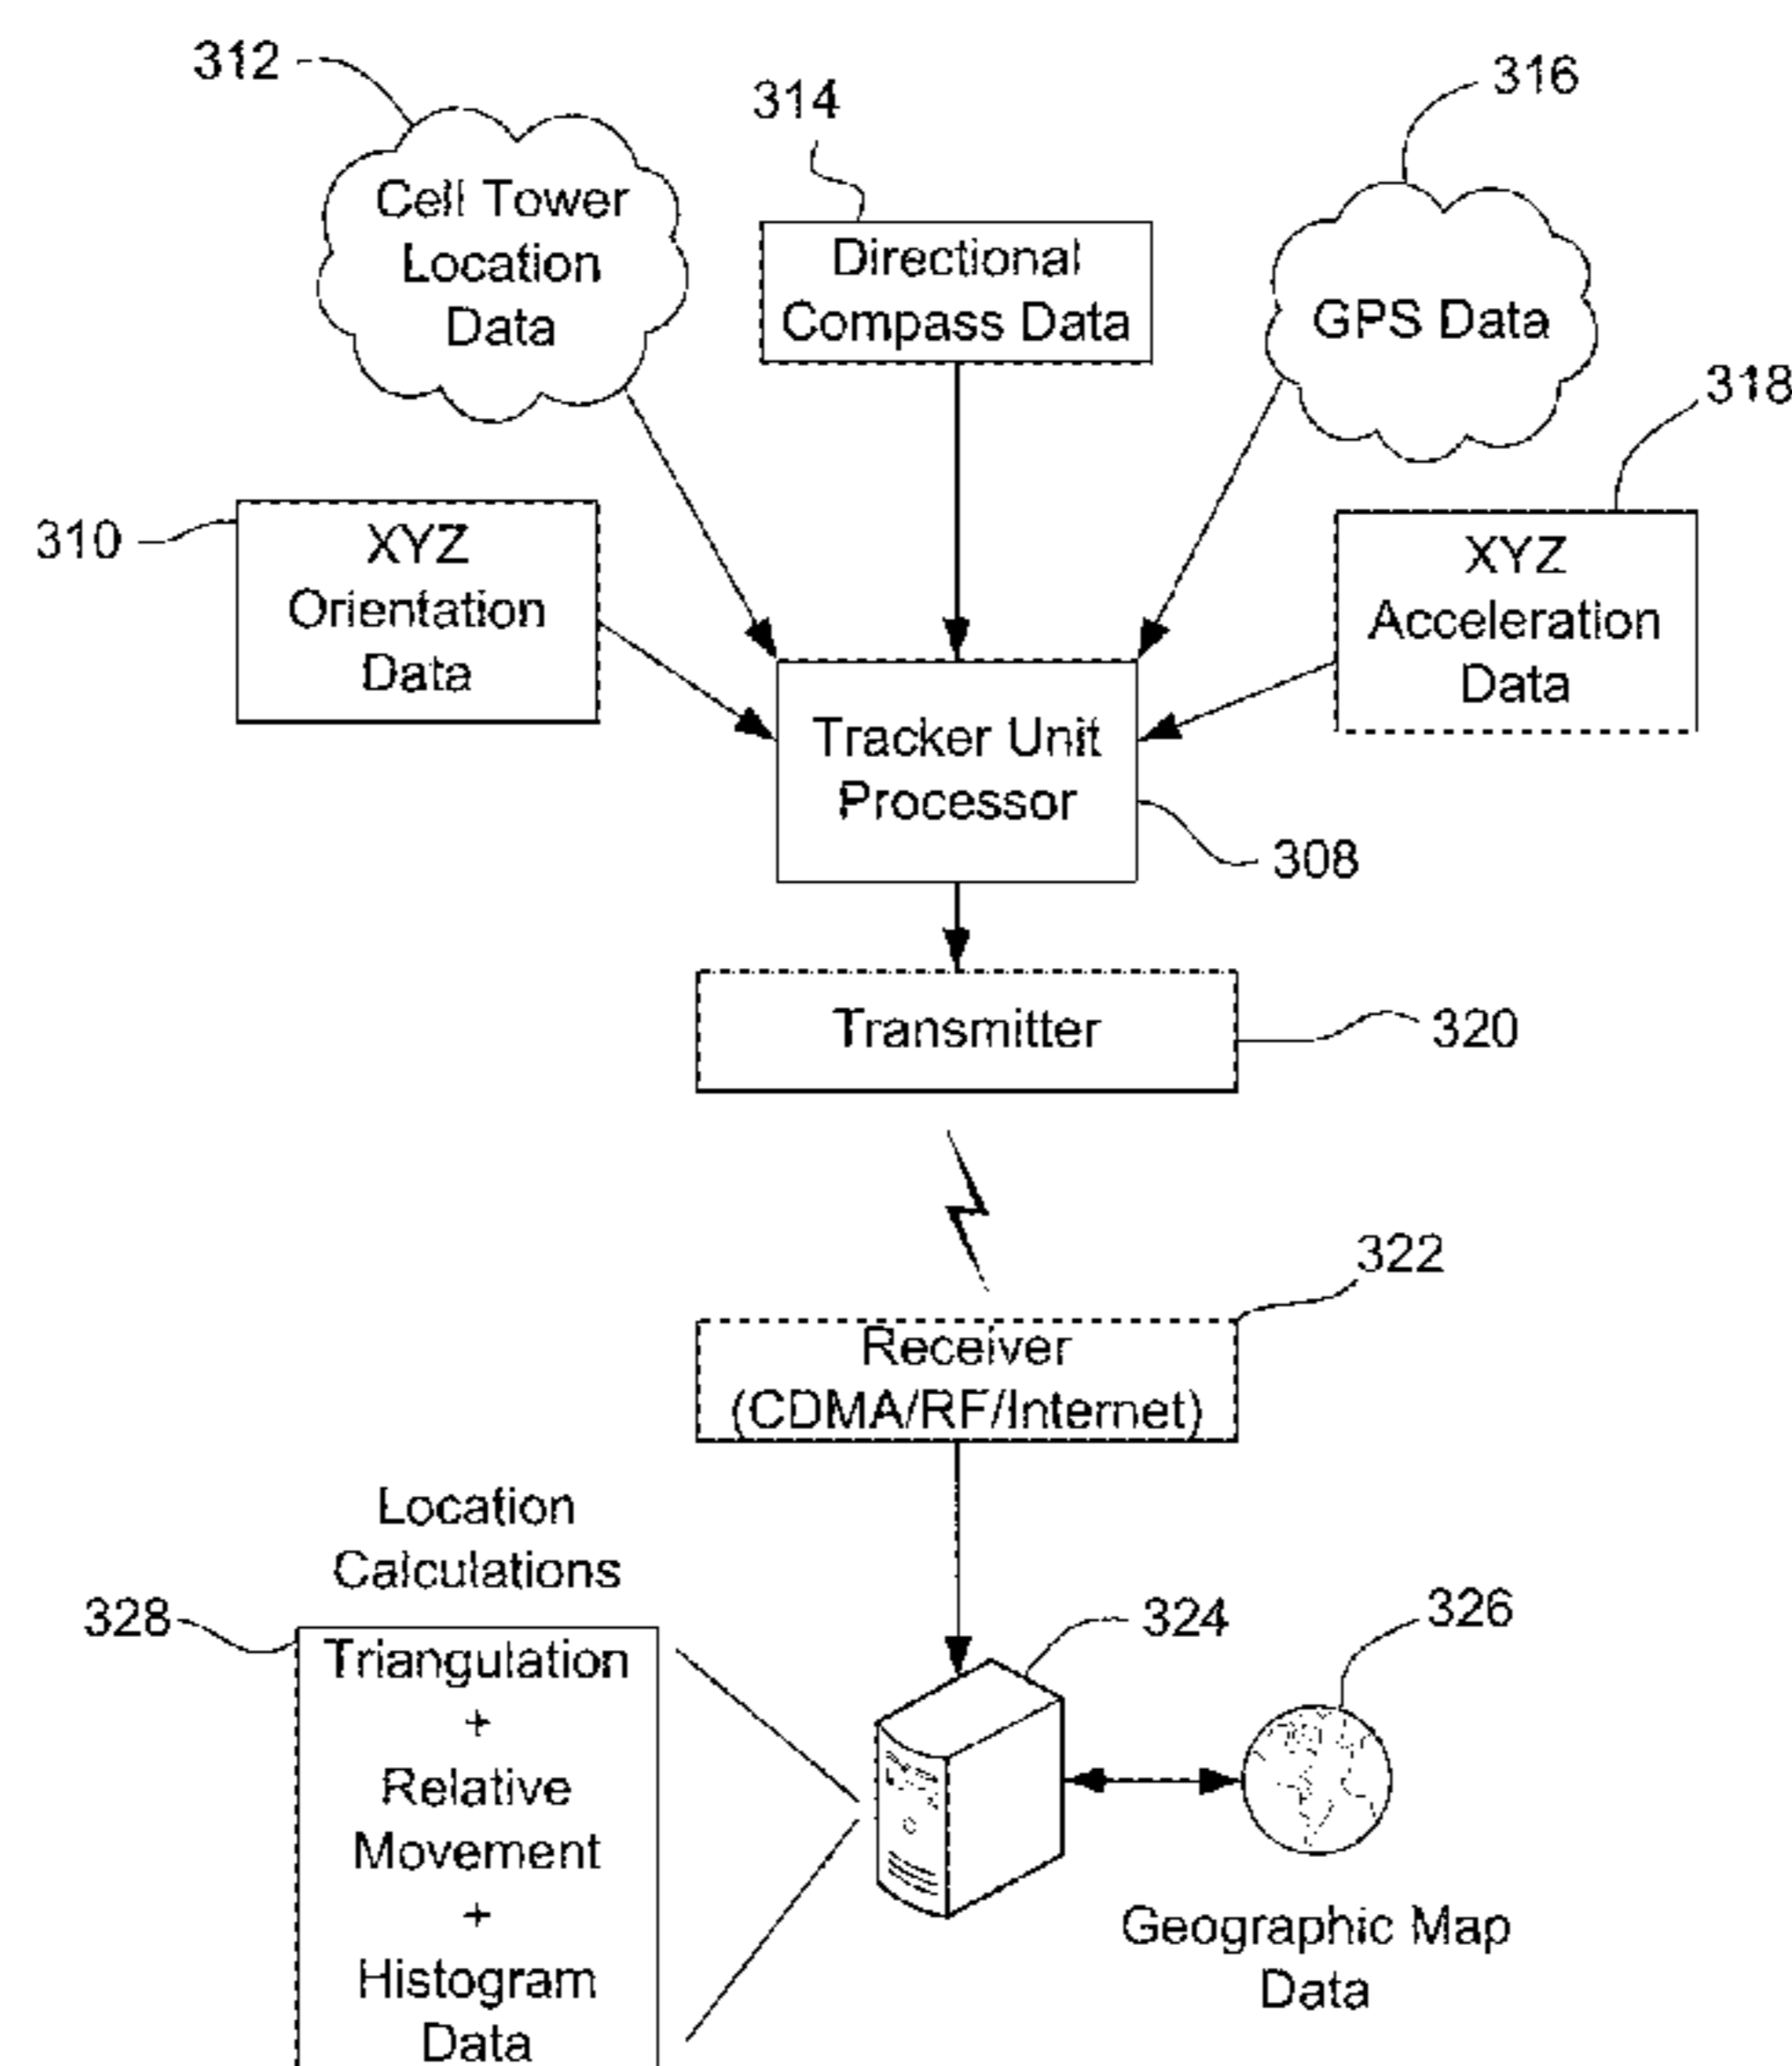 312
314
316
Cell Tower
Location
Data
Directional
Compass Data
GPS Data
318
310
XYZ
Orientation
Data
XYZ
Acceleration
Data
Tracker Unit
Processor
308
Transmitter
320
322
Receiver
(CDMA/RF/Internet)
Location
Calculations
328
324
326
Triangulation
+
Relative
Movement
+
Histogram
Data
Geographic Map
Data